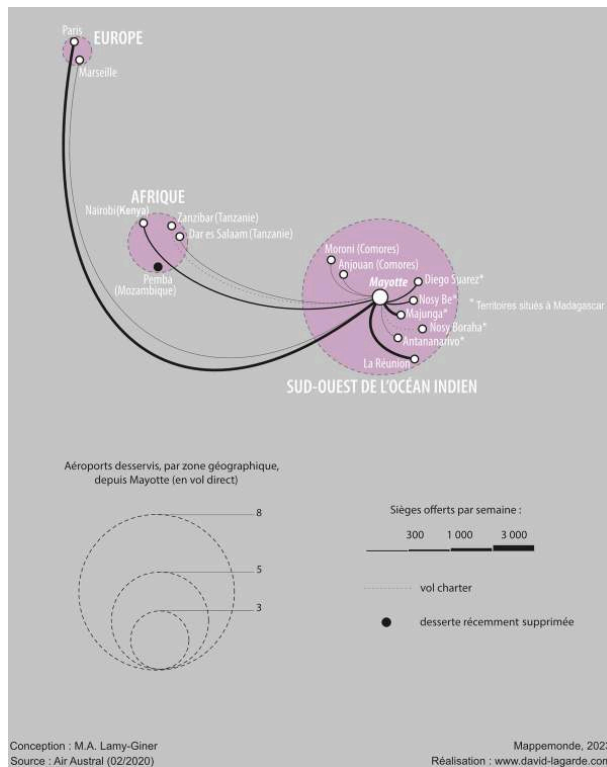 Paris
EUROPE
Marseille
AFRIQUE
Nairobi (Kenya)
Zanzibar (Tanzanie)
Dar es Salaam (Tanzanie)
Pemba
(Mozambique)
Moroni (Comores)
Anjouan (Comores)
Mayotte
Diego Suarez*
Nosy Be*
* Territoires situés à Madagascar
Majunga*
Nosy Boraha*
Antananarivo*
La Réunion
SUD-OUEST DE L'OCÉAN INDIEN
Aéroports desservis, par zone géographique,
depuis Mayotte (en vol direct)
8
5
3
Sièges offerts par semaine :
300 1 000 3 000
vol charter
desserte récemment supprimée
Conception : M.A. Lamy-Giner
Source : Air Austral (02/2020)
Mappemonde, 2023
Réalisation : www.david-lagarde.com